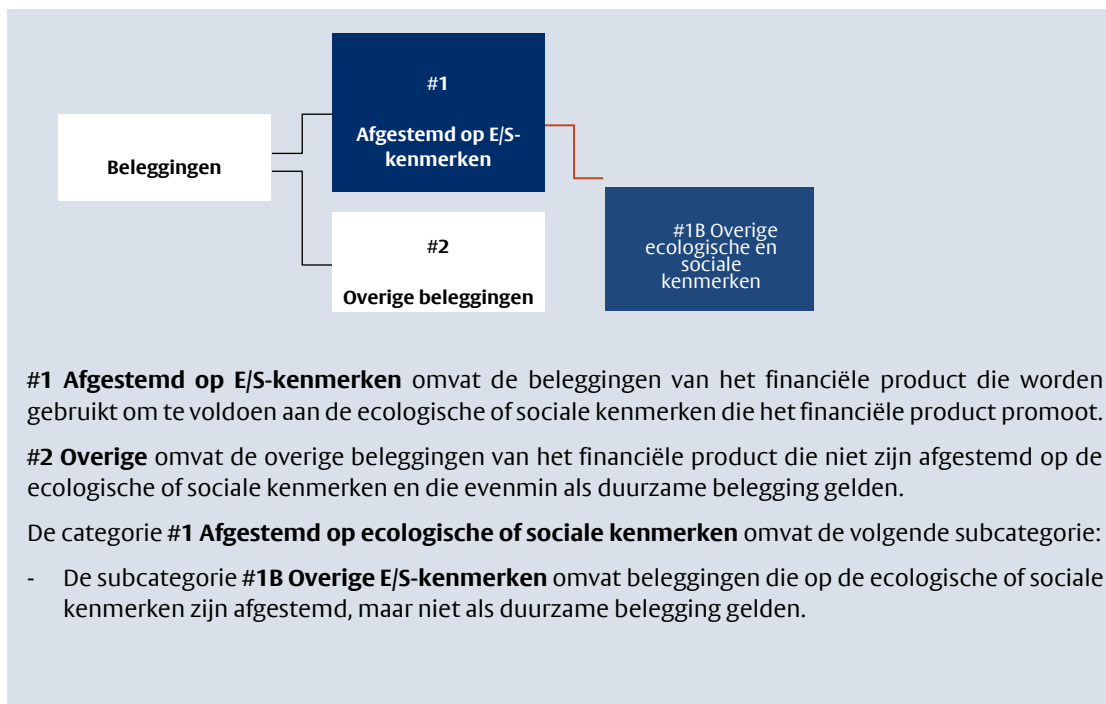 #1
Afgestemd op E/S-
kenmerken
Beleggingen
#2
Overige beleggingen
#1B Overige
ecologische en
sociale
kenmerken
#1 Afgestemd op E/S-kenmerken omvat de beleggingen van het financiële product die worden
gebruikt om te voldoen aan de ecologische of sociale kenmerken die het financiële product promoot.
#2 Overige omvat de overige beleggingen van het financiële product die niet zijn afgestemd op de
ecologische of sociale kenmerken en die evenmin als duurzame belegging gelden.
De categorie #1 Afgestemd op ecologische of sociale kenmerken omvat de volgende subcategorie:
- De subcategorie #1B Overige E/S-kenmerken omvat beleggingen die op de ecologische of sociale
kenmerken zijn afgestemd, maar niet als duurzame belegging gelden.